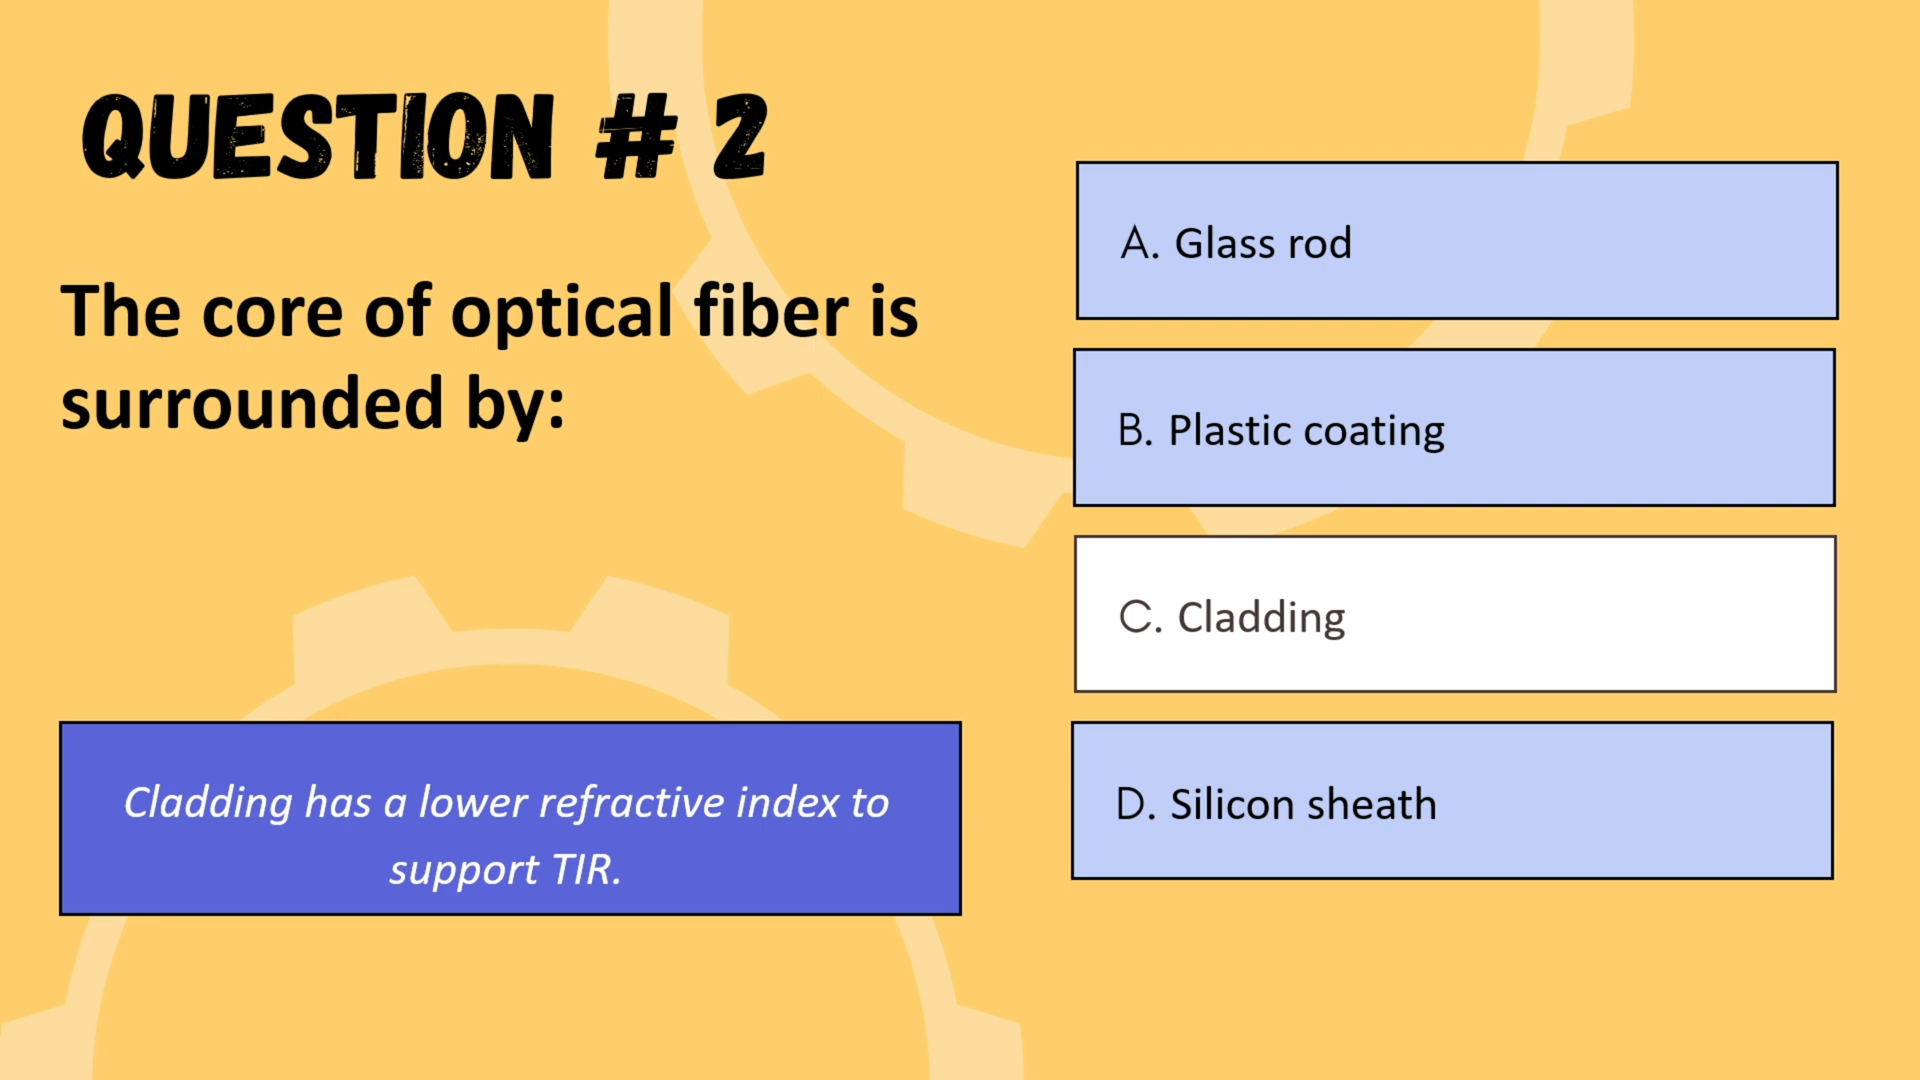 QUESTION # 2
The core of optical fiber is
surrounded by:
A. Glass rod
B. Plastic coating
C. Cladding
D. Silicon sheath
Cladding has a lower refractive index to
support TIR.